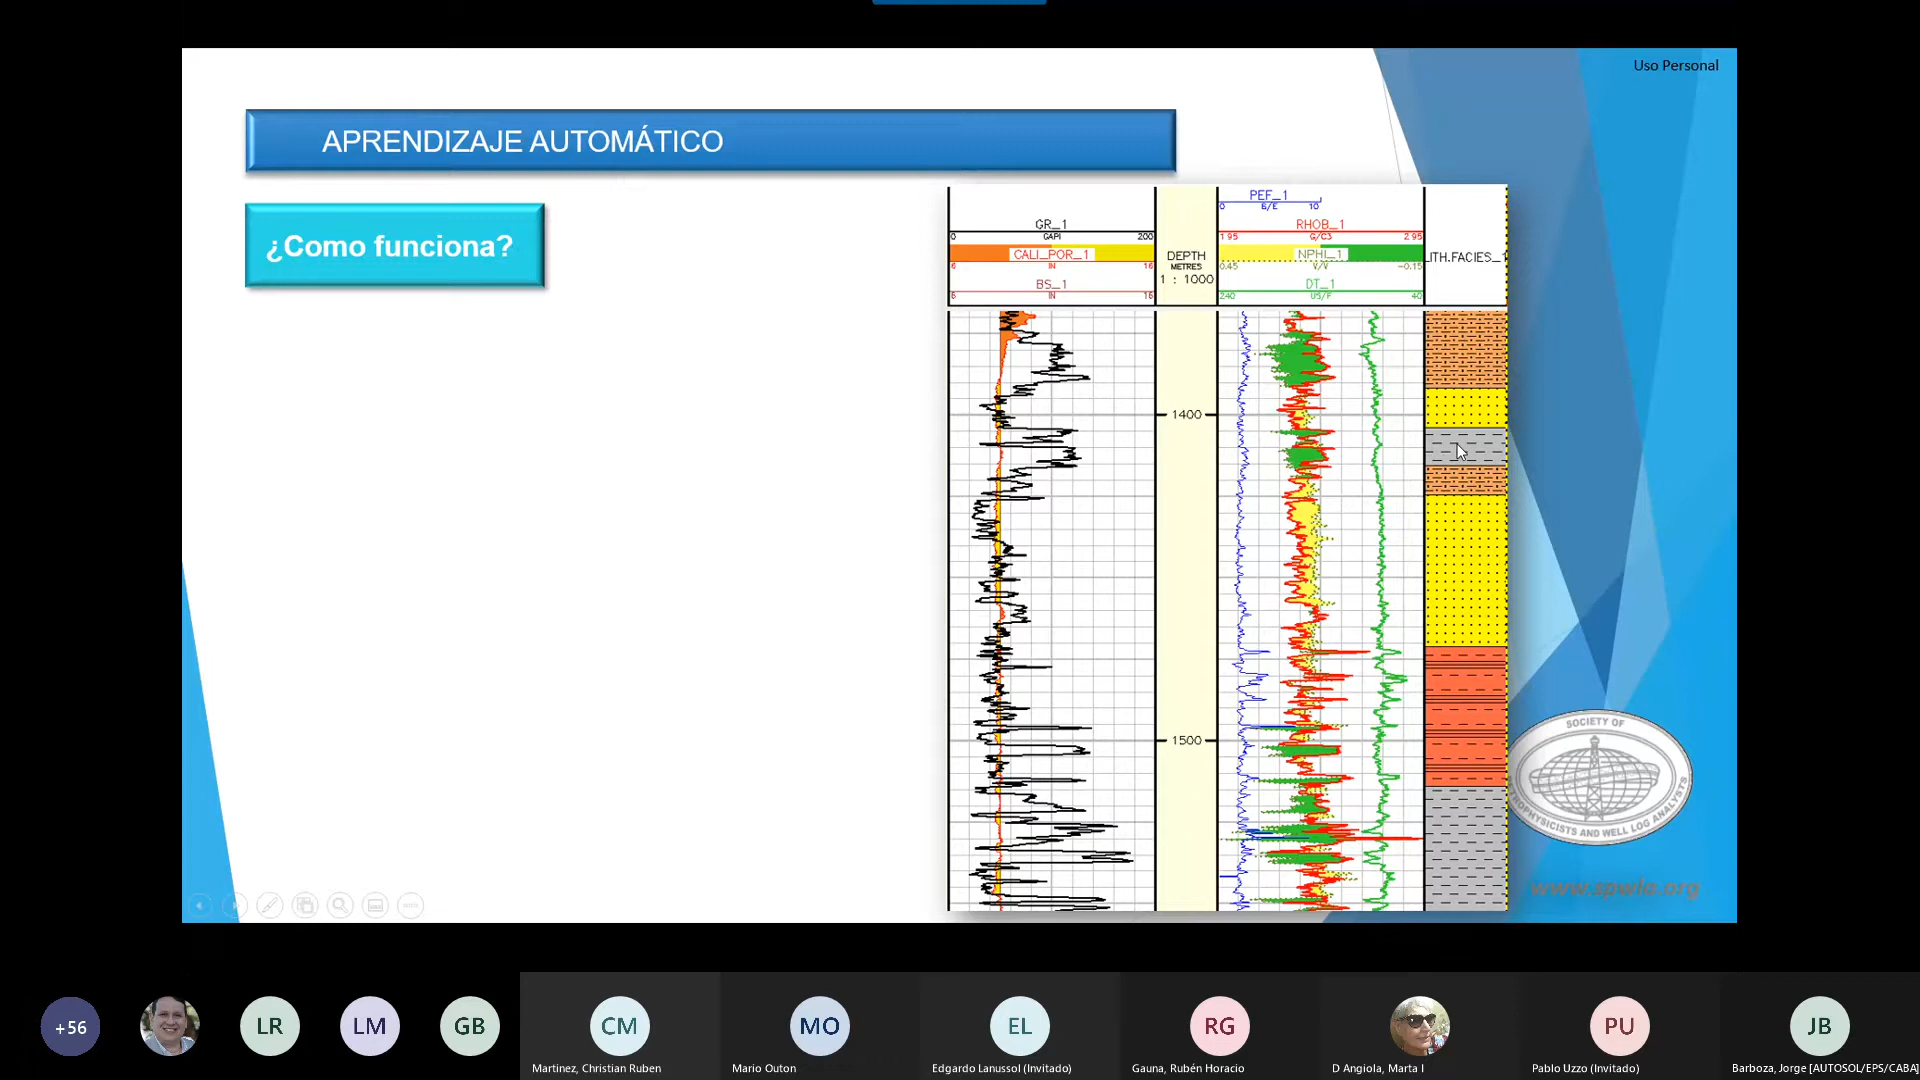 Uso Personal
APRENDIZAJE AUTOMÁTICO
¿Como funciona?
GR_1
0 GAPI 200
CALI_POR_1
6 IN 16
BS_1
6 IN 16
DEPTH
METRES
1 : 1000
PEF_1
0 B/E 10
RHOB_1
1.95 G/C3 2.95
NPHI_1
0.45 V/V -0.15
DT_1
240 US/F 40
LITH.FACIES_1
1400
1500
SOCIETY OF
PETROPHYSICISTS AND WELL LOG ANALYSTS
www.spwla.org
+56
LR
LM
GB
CM
MO
EL
RG
PU
JB
Martinez, Christian Ruben
Mario Outon
Edgardo Lanussol (Invitado)
Gauna, Rubén Horacio
D Angiola, Marta I
Pablo Uzzo (Invitado)
Barboza, Jorge [AUTOSOL/EPS/CABA]